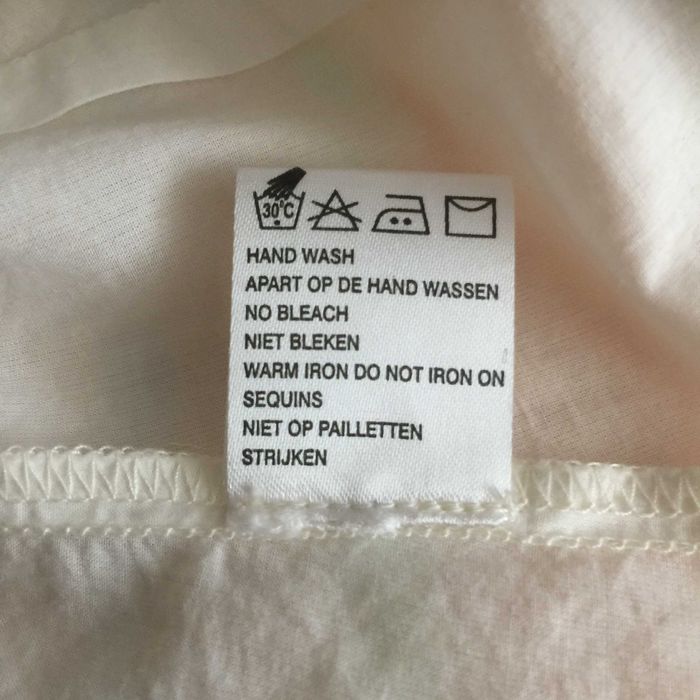 30°C
HAND WASH
APART OP DE HAND WASSEN
NO BLEACH
NIET BLEKEN
WARM IRON DO NOT IRON ON
SEQUINS
NIET OP PAILLETTEN
STRIJKEN